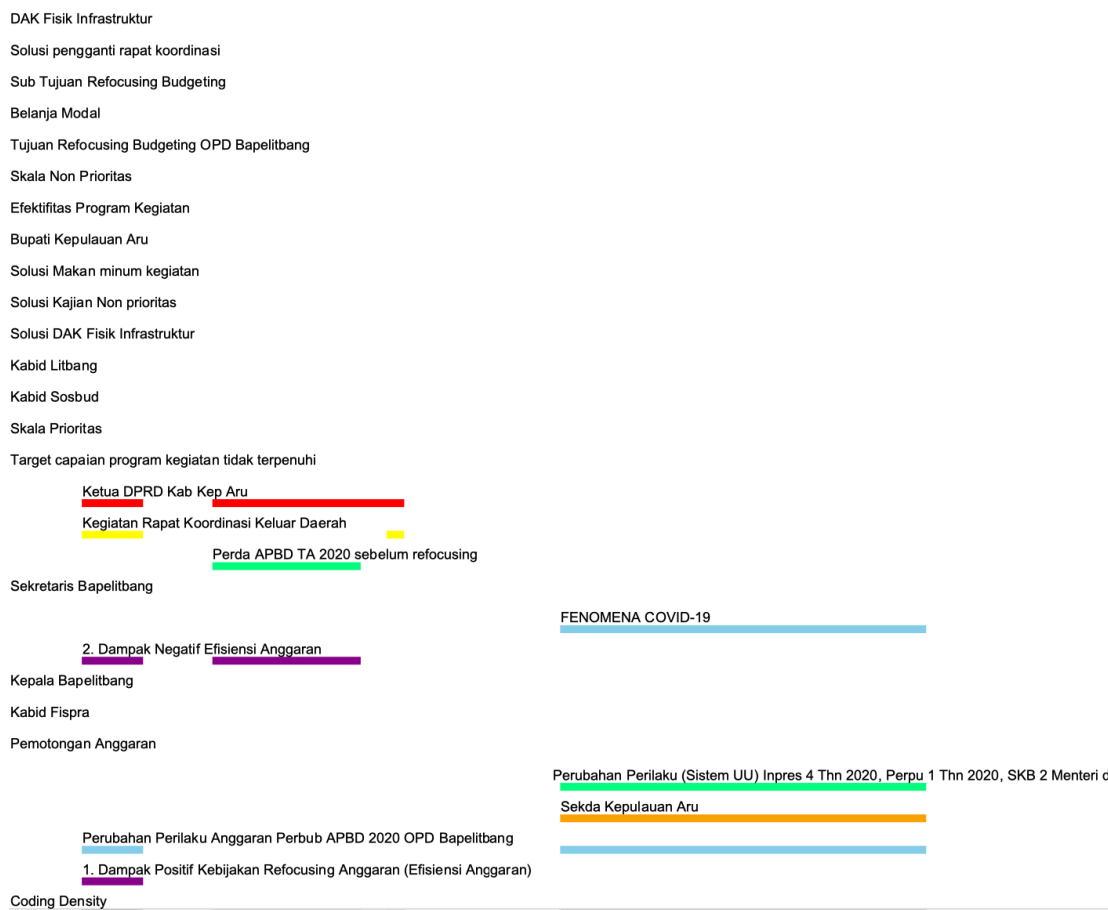 DAK Fisik Infrastruktur
Solusi pengganti rapat koordinasi
Sub Tujuan Refocusing Budgeting
Belanja Modal
Tujuan Refocusing Budgeting OPD Bapelitbang
Skala Non Prioritas
Efektifitas Program Kegiatan
Bupati Kepulauan Aru
Solusi Makan minum kegiatan
Solusi Kajian Non prioritas
Solusi DAK Fisik Infrastruktur
Kabid Litbang
Kabid Sosbud
Skala Prioritas
Target capaian program kegiatan tidak terpenuhi
Ketua DPRD Kab Kep Aru
Kegiatan Rapat Koordinasi Keluar Daerah
Perda APBD TA 2020 sebelum refocusing
Sekretaris Bapelitbang
FENOMENA COVID-19
2. Dampak Negatif Efisiensi Anggaran
Kepala Bapelitbang
Kabid Fispra
Pemotongan Anggaran
Perubahan Perilaku (Sistem UU) Inpres 4 Thn 2020, Perpu 1 Thn 2020, SKB 2 Menteri d
Sekda Kepulauan Aru
Perubahan Perilaku Anggaran Perbub APBD 2020 OPD Bapelitbang
1. Dampak Positif Kebijakan Refocusing Anggaran (Efisiensi Anggaran)
Coding Density